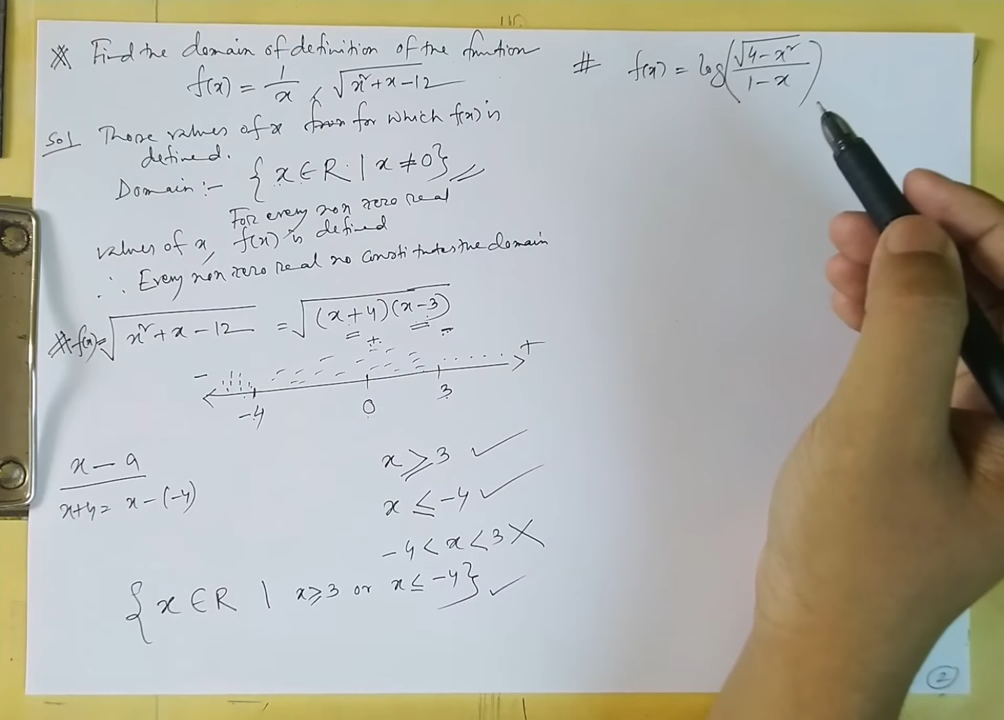 ※ Find the domain of definition of the function
f(x) = 1/x, √(x²+x-12)
Sol Those values of x for which f(x) is
defined.
Domain :- {x ∈ R | x ≠ 0}
For every non zero real
values of x, f(x) is defined
∴ Every non zero real no constitutes the domain
# f(x) = √(x²+x-12) = √((x+4)(x-3))
+ -
- +
-4 0 3
x-a
x+4 = x-(-4)
x ≥ 3 ✓
x ≤ -4 ✓
-4 < x < 3 ✗
{x ∈ R | x ≥ 3 or x ≤ -4} ✓
# f(x) = log(√(4-x²)/(1-x))
2